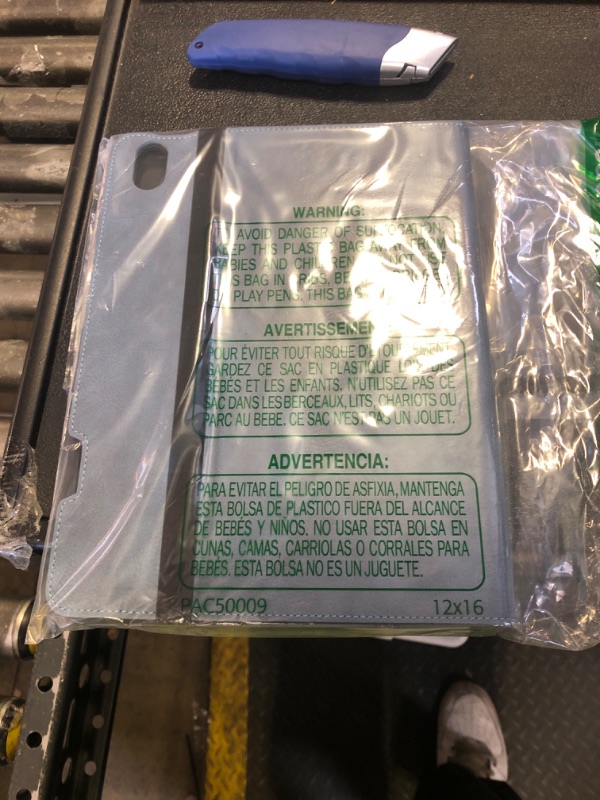 WARNING:
TO AVOID DANGER OF SUFFOCATION,
KEEP THIS PLASTIC BAG AWAY FROM
BABIES AND CHILDREN. NOT USE
THIS BAG IN CRIBS,
PLAY PENS. THIS BAG
AVERTISSEMENT
POUR ÉVITER TOUT RISQUE
GARDEZ CE SAC EN PLASTIQUE LOIN DES
BÉBÉS ET LES ENFANTS. N'UTILISEZ PAS CE
SAC DANS LES BERCEAUX, LITS, CHARIOTS OU
PARC AU BEBE. CE SAC N'EST PAS UN JOUET.
ADVERTENCIA:
PARA EVITAR EL PELIGRO DE ASFIXIA, MANTENGA
ESTA BOLSA DE PLASTICO FUERA DEL ALCANCE
DE BEBÉS Y NIÑOS. NO USAR ESTA BOLSA EN
CUNAS, CAMAS, CARRIOLAS O CORRALES PARA
BEBÉS. ESTA BOLSA NO ES UN JUGUETE.
PAC50009 12x16